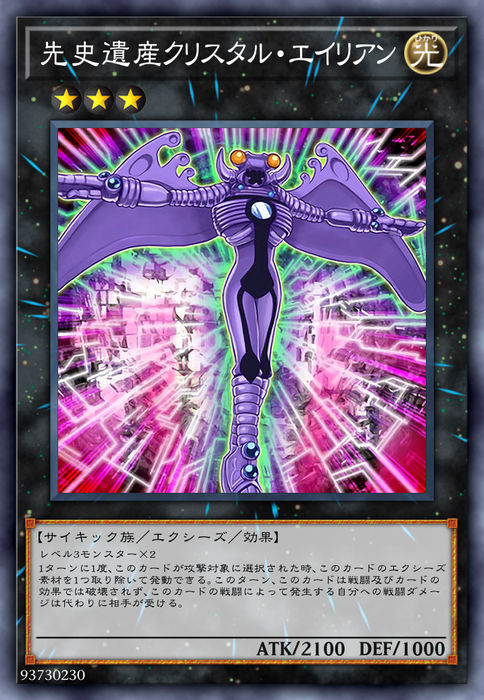 先史遺産クリスタル・エイリアン
光
ひかり
【サイキック族／エクシーズ／効果】
レベル3モンスター×2
1ターンに1度、このカードが攻撃対象に選択された時、このカードのエクシーズ
素材を1つ取り除いて発動できる。このターン、このカードは戦闘及びカードの
効果では破壊されず、このカードの戦闘によって発生する自分への戦闘ダメー
ジは代わりに相手が受ける。
ATK/2100 DEF/1000
93730230